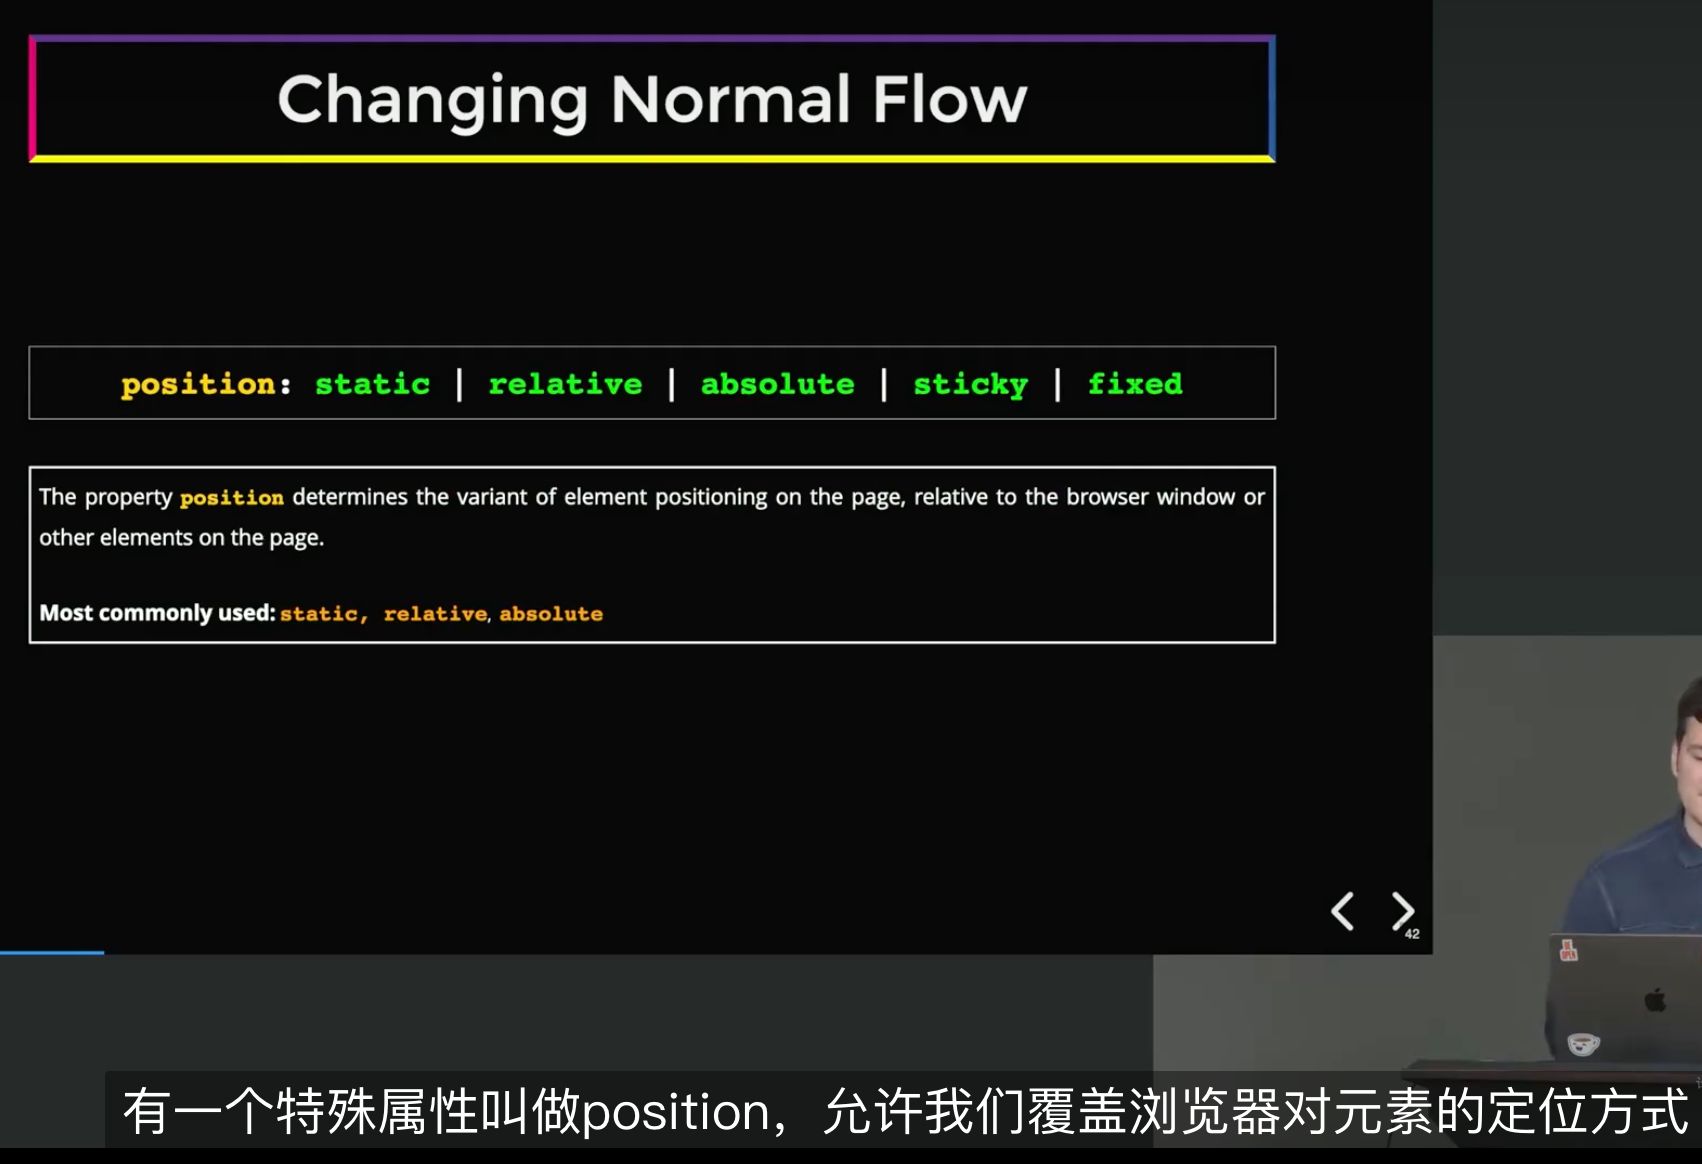 Changing Normal Flow
position: static | relative | absolute | sticky | fixed
The property position determines the variant of element positioning on the page, relative to the browser window or
other elements on the page.
Most commonly used: static, relative, absolute
42
有一个特殊属性叫做position，允许我们覆盖浏览器对元素的定位方式